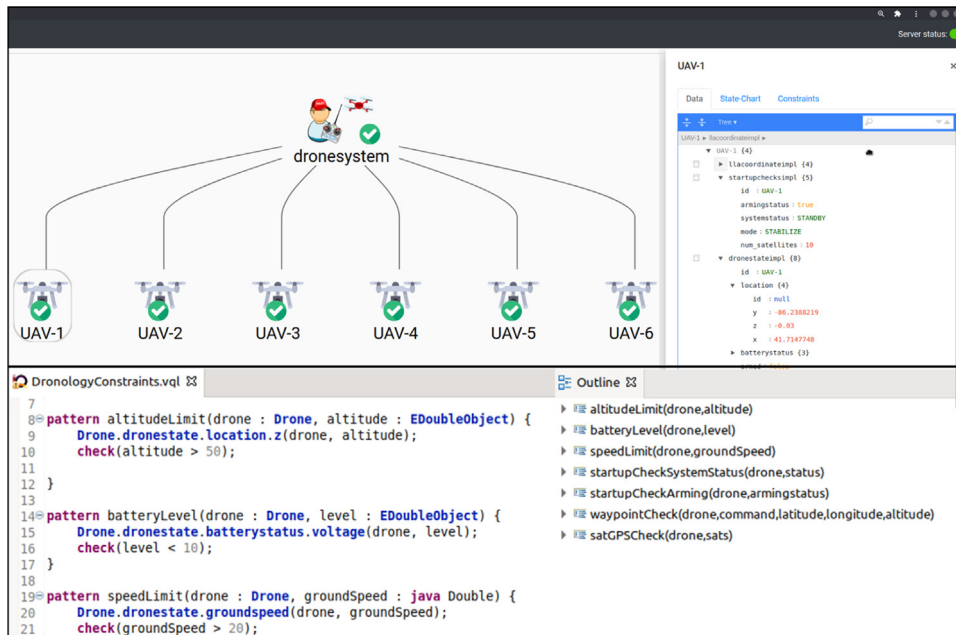 Server status:
dronesystem
UAV-1
UAV-2
UAV-3
UAV-4
UAV-5
UAV-6
UAV-1
×
Data
State-Chart
Constraints
Tree ▾
UAV-1 ▸ llacoordinateimpl ▸
▼ UAV-1 {4}
▶ llacoordinateimpl {4}
▼ startupchecksimpl {5}
id : UAV-1
armingstatus : true
systemstatus : STANDBY
mode : STABILIZE
num_satellites : 10
▼ dronestateimpl {8}
id : UAV-1
▼ location {4}
id : null
y : -86.2388219
z : -0.03
x : 41.7147748
▶ batterystatus {3}
DronologyConstraints.vql
7
8 pattern altitudeLimit(drone : Drone, altitude : EDoubleObject) {
9 Drone.dronestate.location.z(drone, altitude);
10 check(altitude > 50);
11
12 }
13
14 pattern batteryLevel(drone : Drone, level : EDoubleObject) {
15 Drone.dronestate.batterystatus.voltage(drone, level);
16 check(level < 10);
17 }
18
19 pattern speedLimit(drone : Drone, groundSpeed : java Double) {
20 Drone.dronestate.groundspeed(drone, groundSpeed);
21 check(groundSpeed > 20);
Outline
altitudeLimit(drone,altitude)
batteryLevel(drone,level)
speedLimit(drone,groundSpeed)
startupCheckSystemStatus(drone,status)
startupCheckArming(drone,armingstatus)
waypointCheck(drone,command,latitude,longitude,altitude)
satGPSCheck(drone,sats)